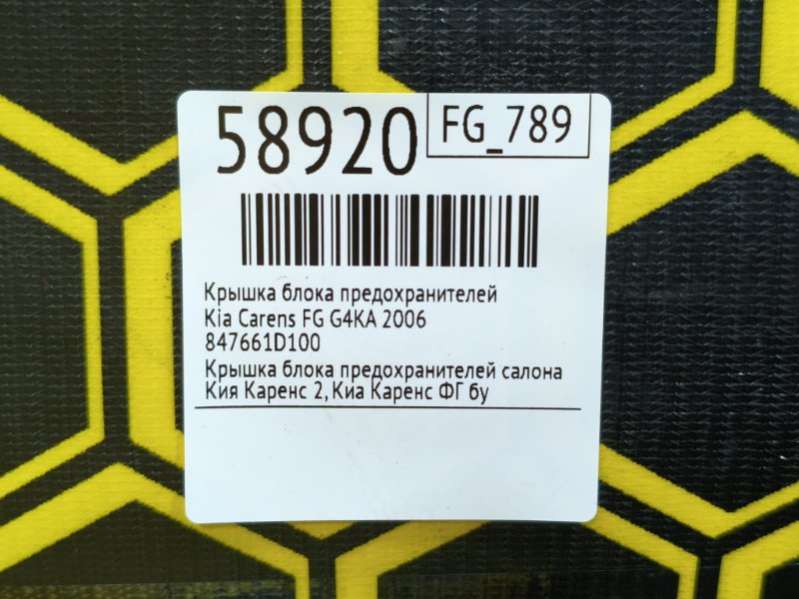 58920
FG_789
Крышка блока предохранителей
Kia Carens FG G4KA 2006
847661D100
Крышка блока предохранителей салона
Кия Каренс 2, Киа Каренс ФГ бу